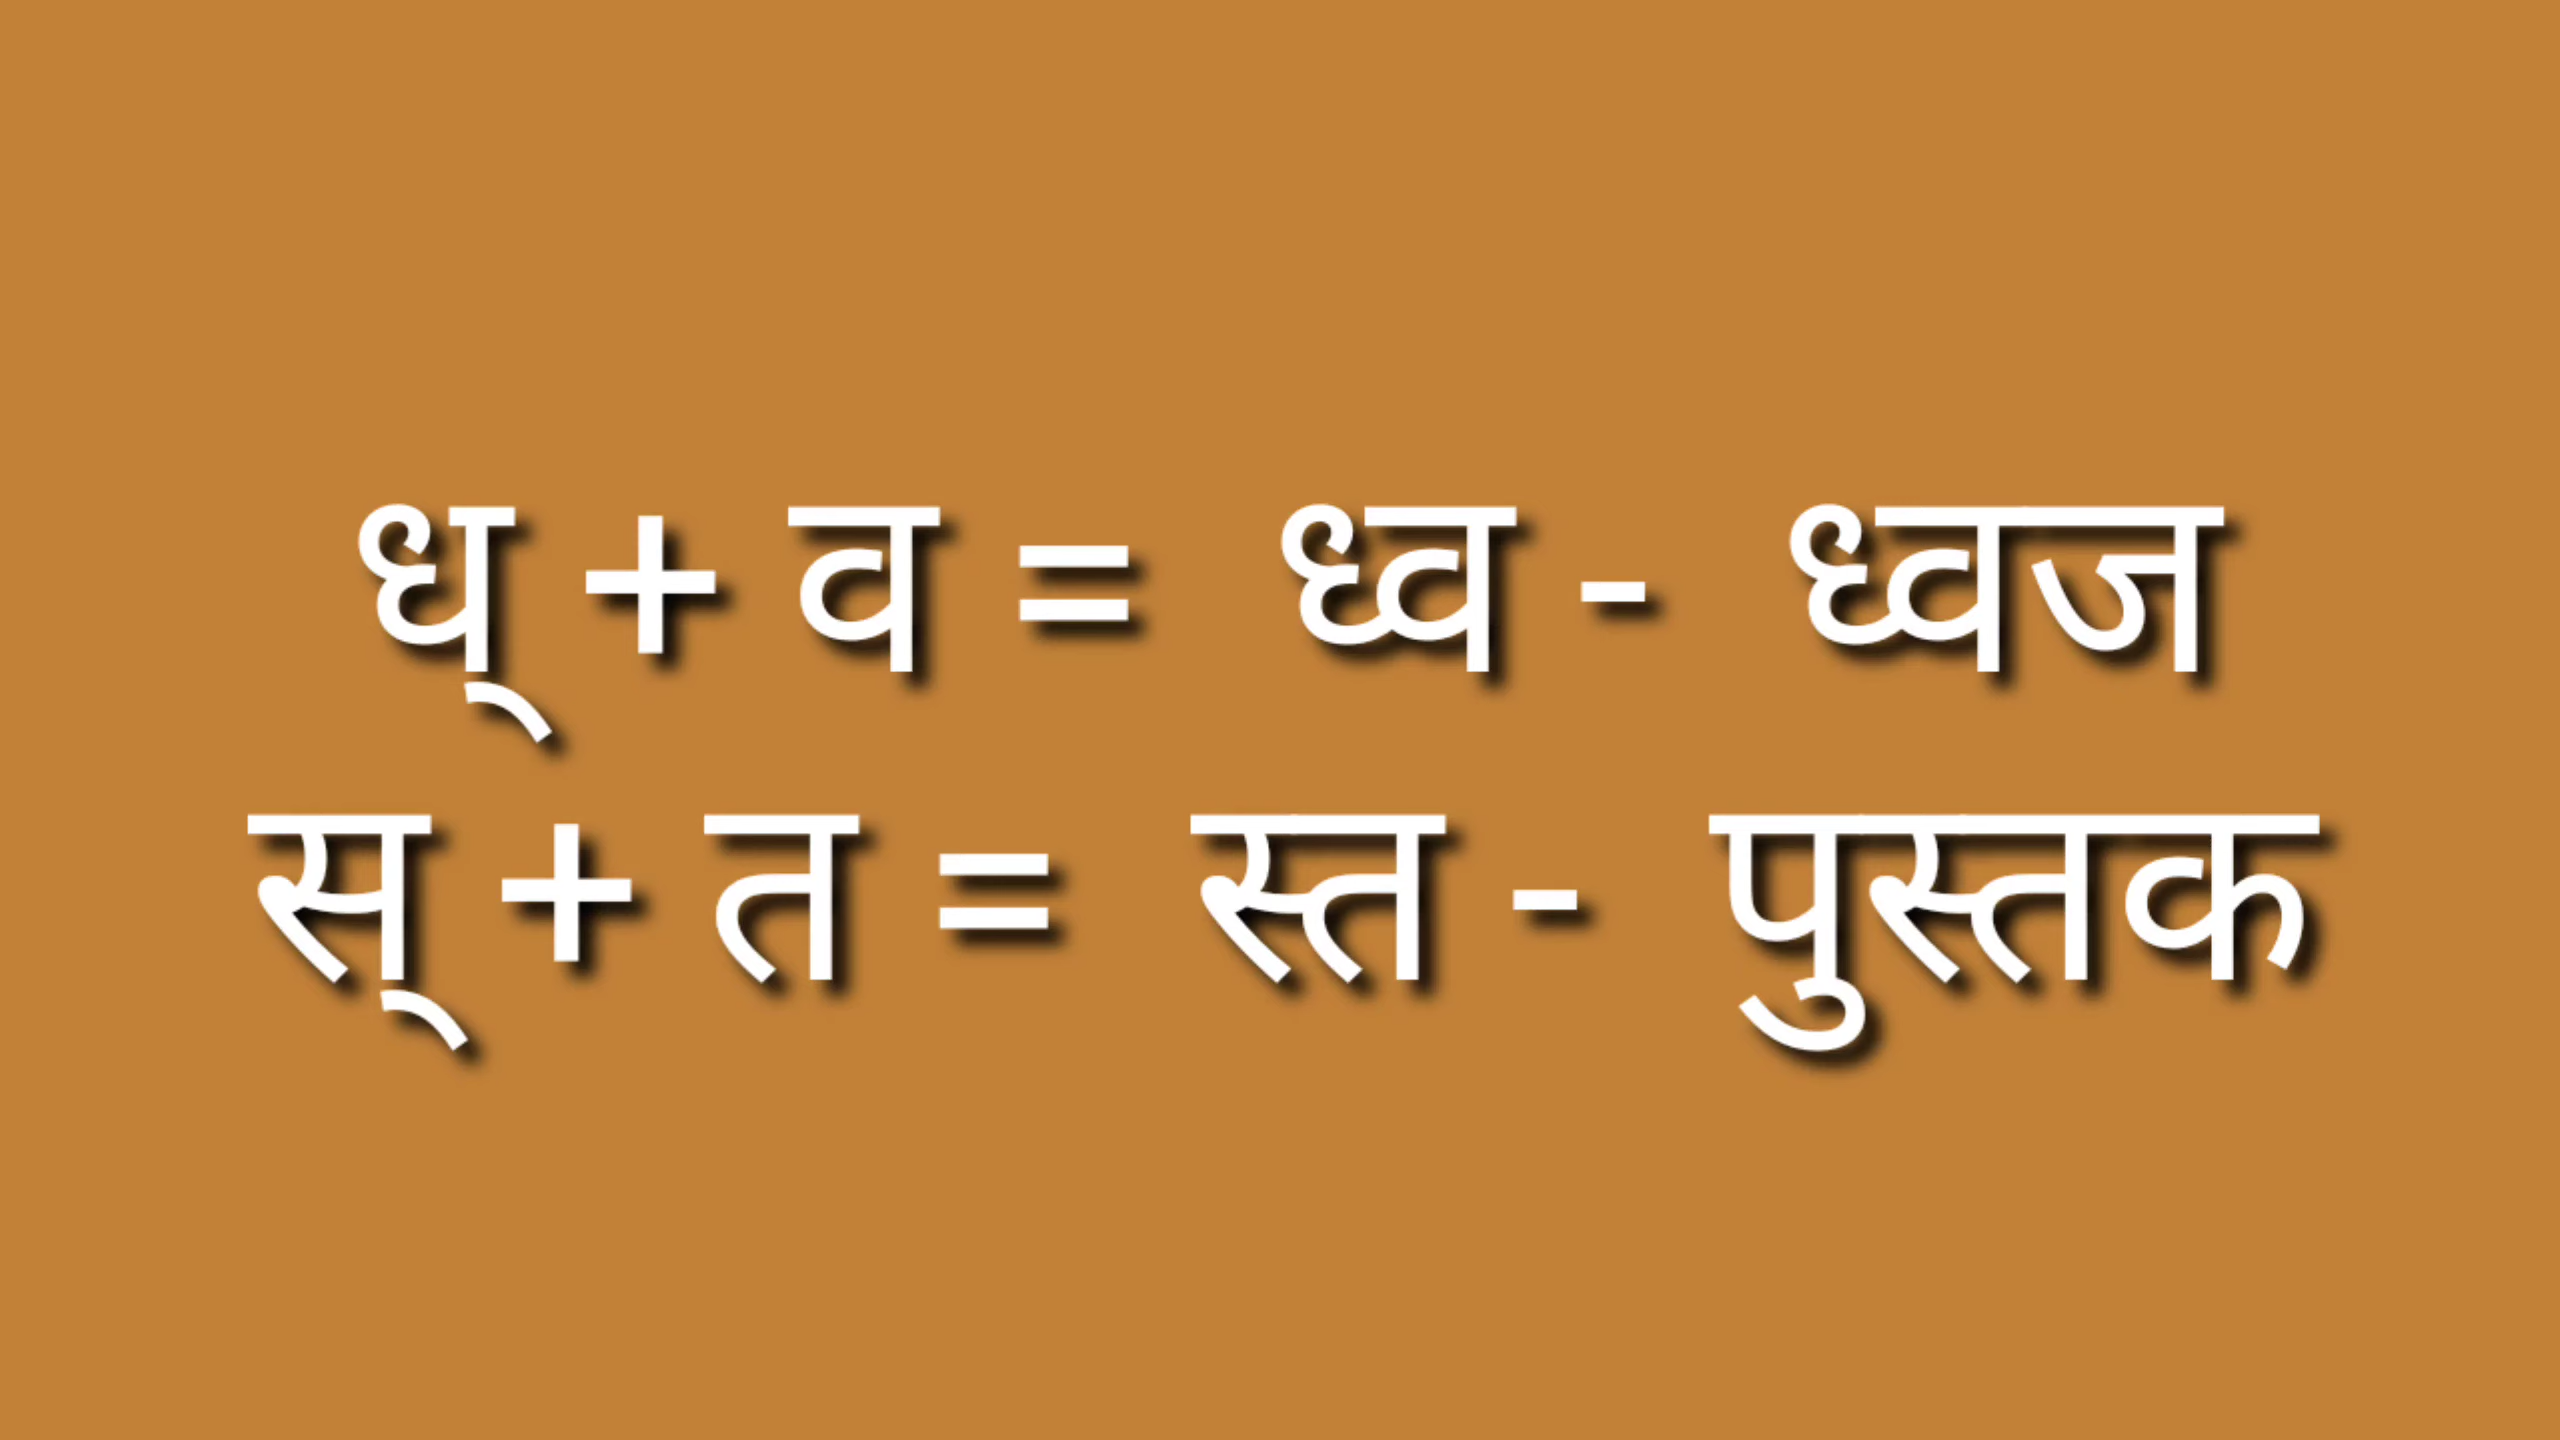 ध् + व = ध्व - ध्वज
स् + त = स्त - पुस्तक